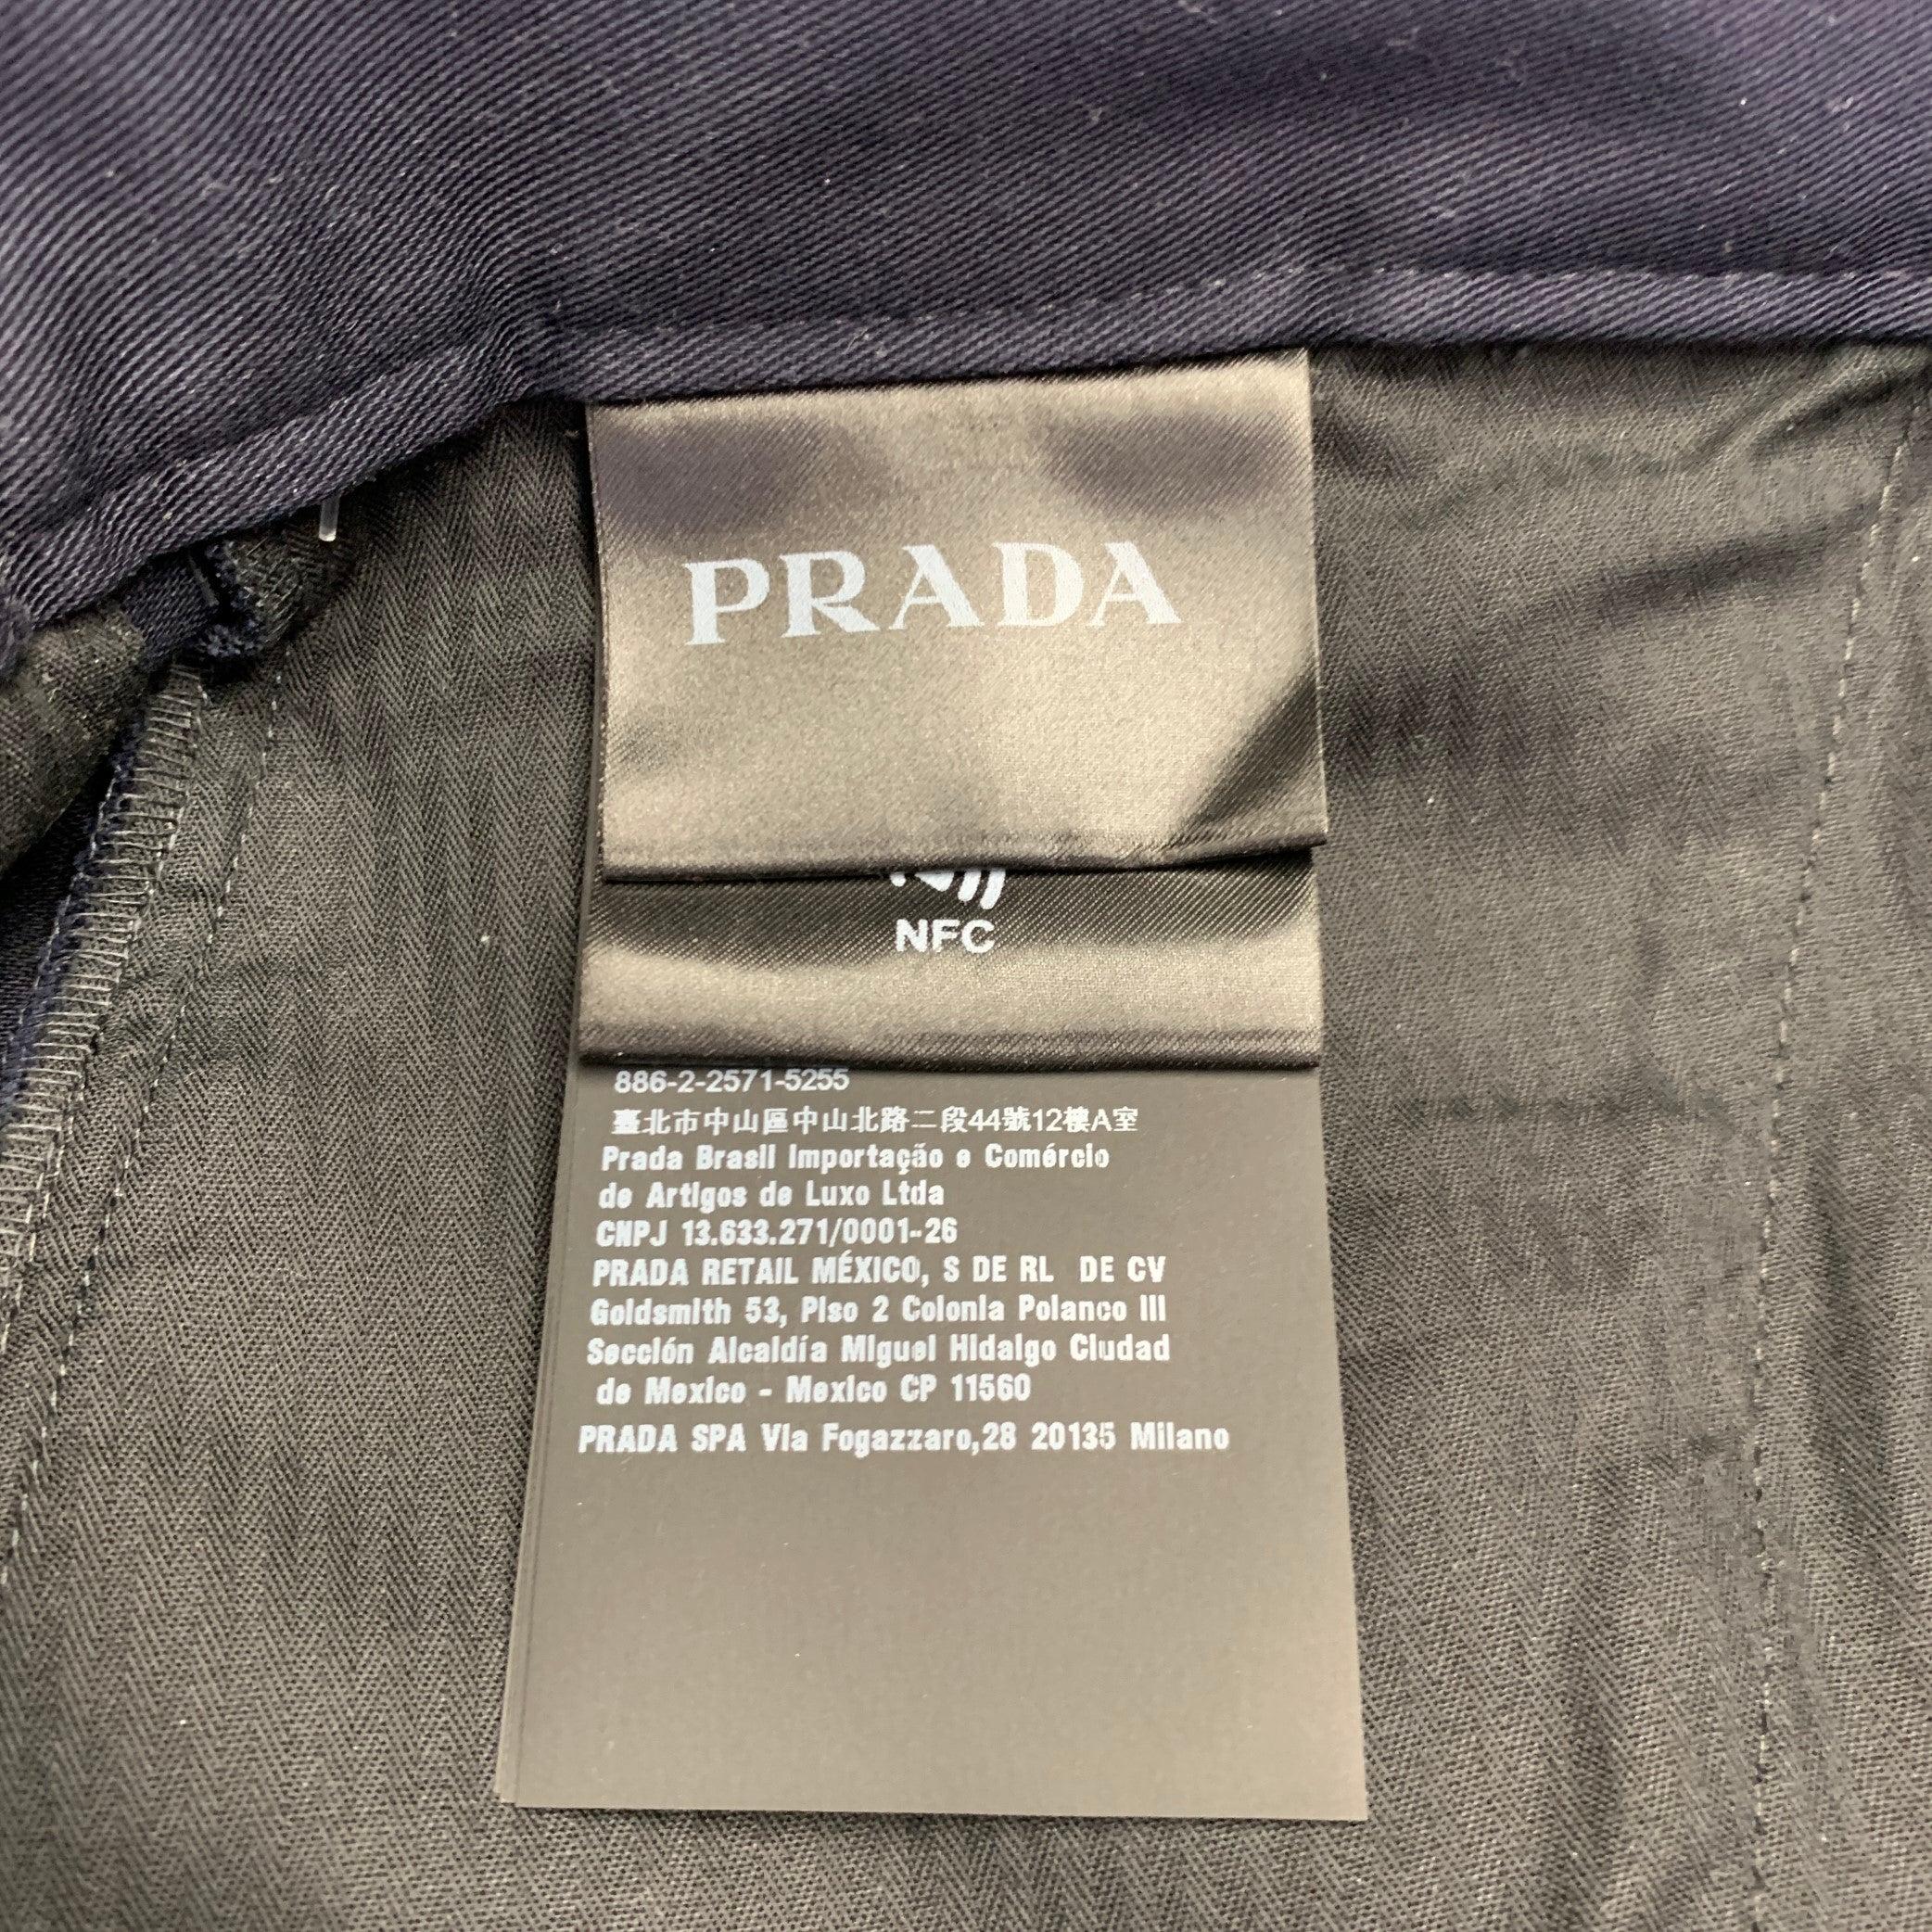 PRADA
NFC
886-2-2571-5255
臺北市中山區中山北路二段44號12樓A室
Prada Brasil Importação e Comércio
de Artigos de Luxo Ltda
CNPJ 13.633.271/0001-26
PRADA RETAIL MÉXICO, S DE RL DE CV
Goldsmith 53, Piso 2 Colonia Polanco III
Sección Alcaldía Miguel Hidalgo Ciudad
de Mexico - Mexico CP 11560
PRADA SPA Via Fogazzaro,28 20135 Milano